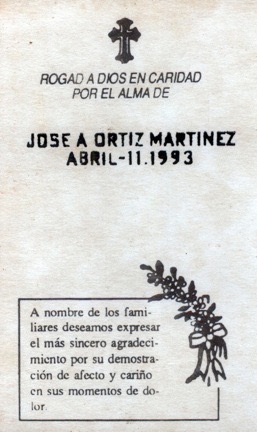 ROGAD A DIOS EN CARIDAD
POR EL ALMA DE
JOSE A ORTIZ MARTINEZ
ABRIL-11.1993
A nombre de los fami-
liares deseamos expresar
el más sincero agradeci-
miento por su demostra-
ción de afecto y cariño
en sus momentos de do-
lor.